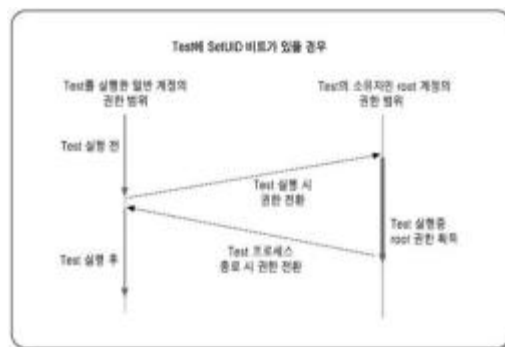 Test에 SetUID 비트가 있을 경우
Test를 실행한 일반 계정의
권한 범위
Test의 소유자인 root 계정의
권한 범위
Test 실행 전
Test 실행 시
권한 전환
Test 실행중
root 권한 획득
Test 프로세스
종료 시 권한 전환
Test 실행 후